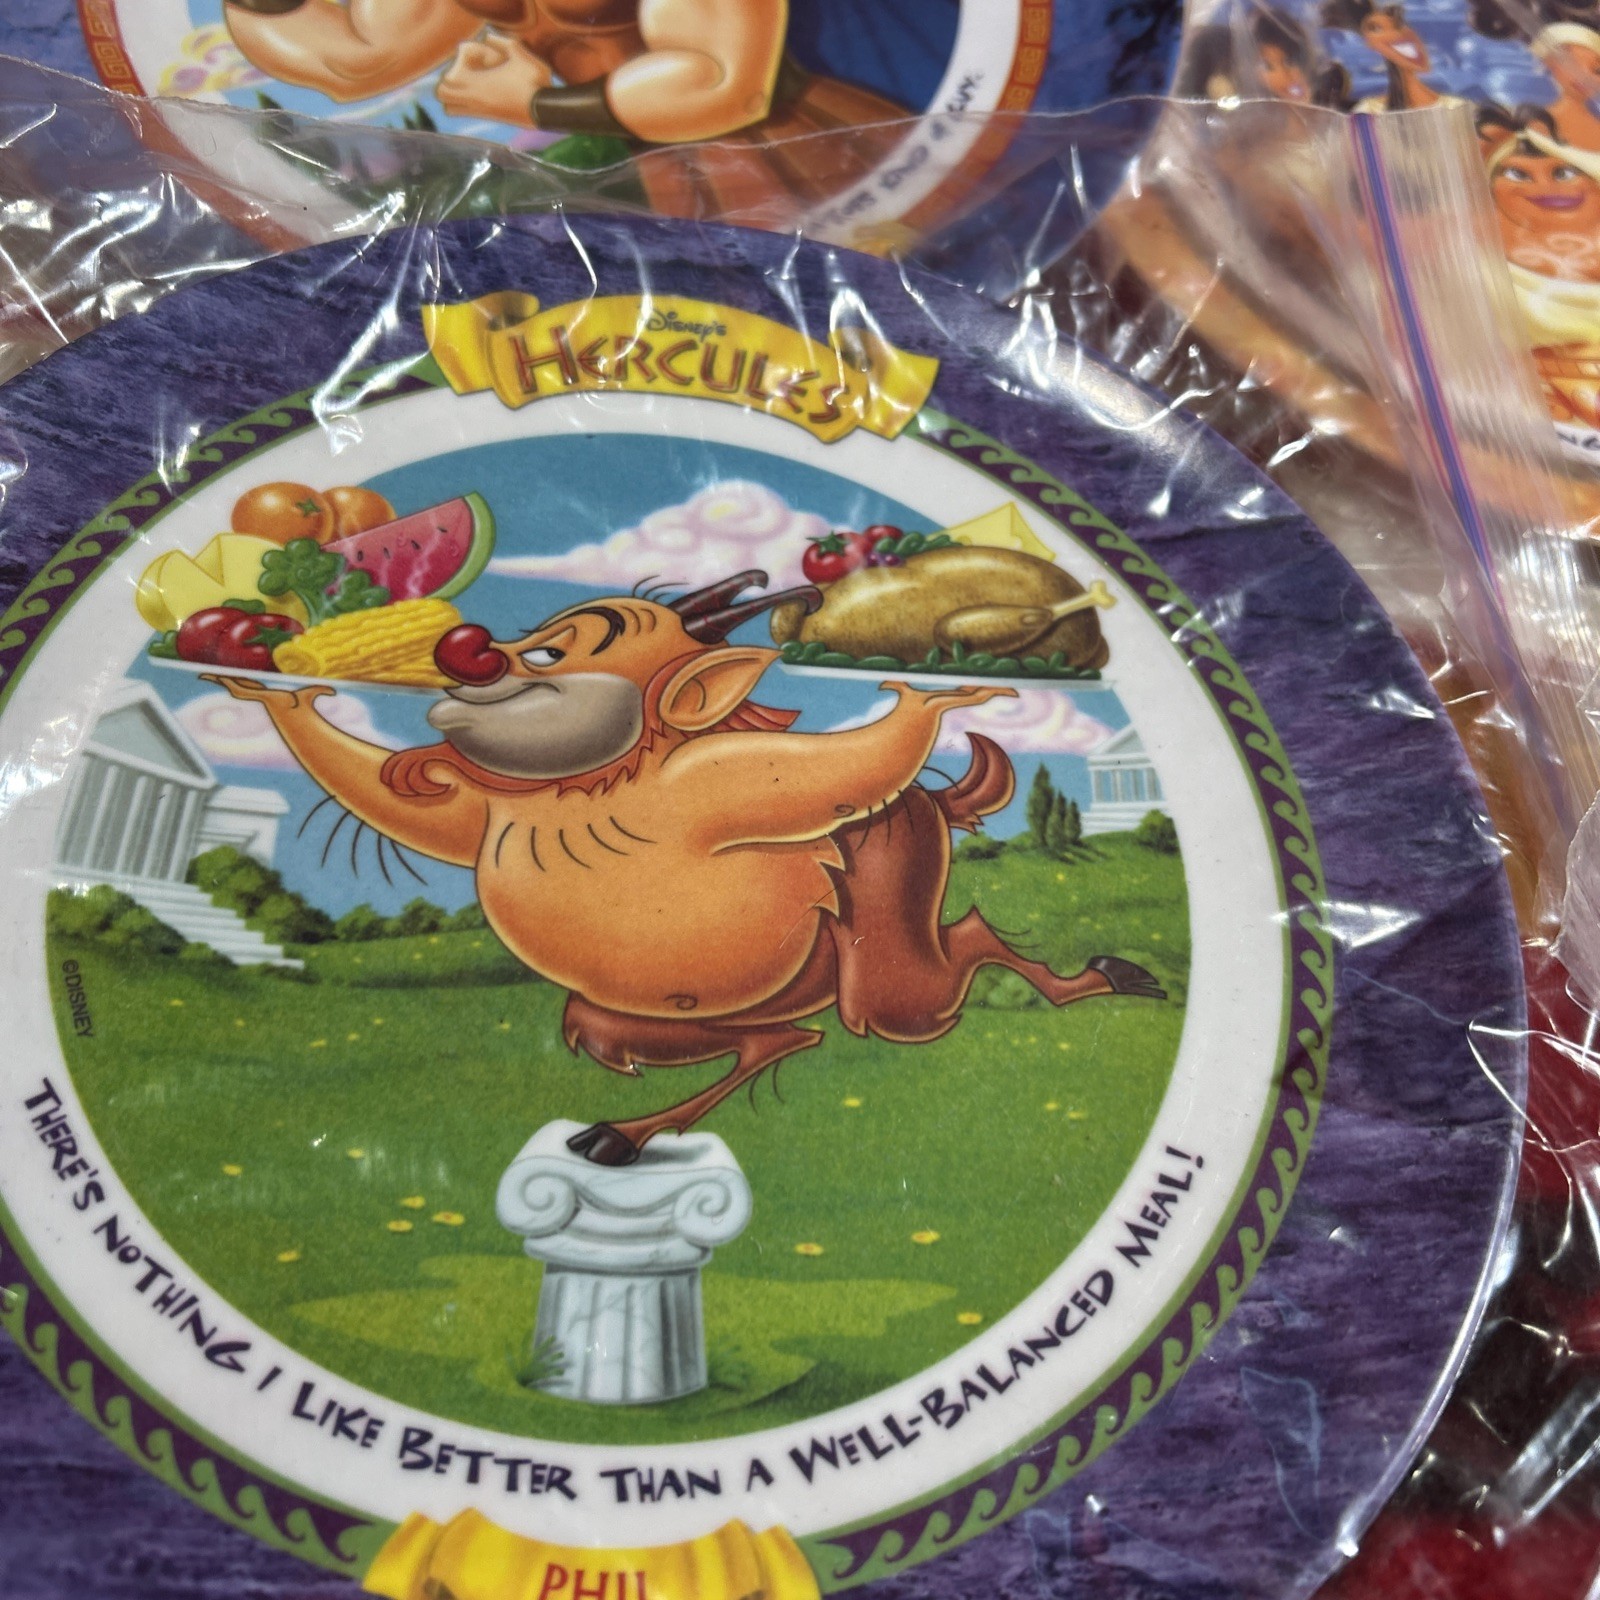 Disney's
HERCULES
©DISNEY
THERE'S NOTHING I LIKE BETTER THAN A WELL-BALANCED MEAL!
PHIL